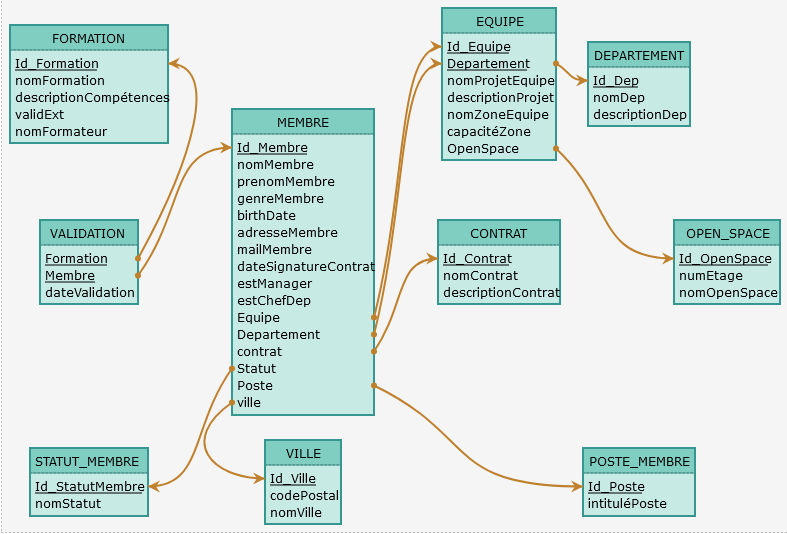 FORMATION
Id_Formation
nomFormation
descriptionCompétences
validExt
nomFormateur
EQUIPE
Id_Equipe
Departement
nomProjetEquipe
descriptionProjet
nomZoneEquipe
capacitéZone
OpenSpace
DEPARTEMENT
Id_Dep
nomDep
descriptionDep
MEMBRE
Id_Membre
nomMembre
prenomMembre
genreMembre
birthDate
adresseMembre
mailMembre
dateSignatureContrat
estManager
estChefDep
Equipe
Departement
contrat
Statut
Poste
ville
VALIDATION
Formation
Membre
dateValidation
CONTRAT
Id_Contrat
nomContrat
descriptionContrat
OPEN_SPACE
Id_OpenSpace
numEtage
nomOpenSpace
STATUT_MEMBRE
Id_StatutMembre
nomStatut
VILLE
Id_Ville
codePostal
nomVille
POSTE_MEMBRE
Id_Poste
intituléPoste